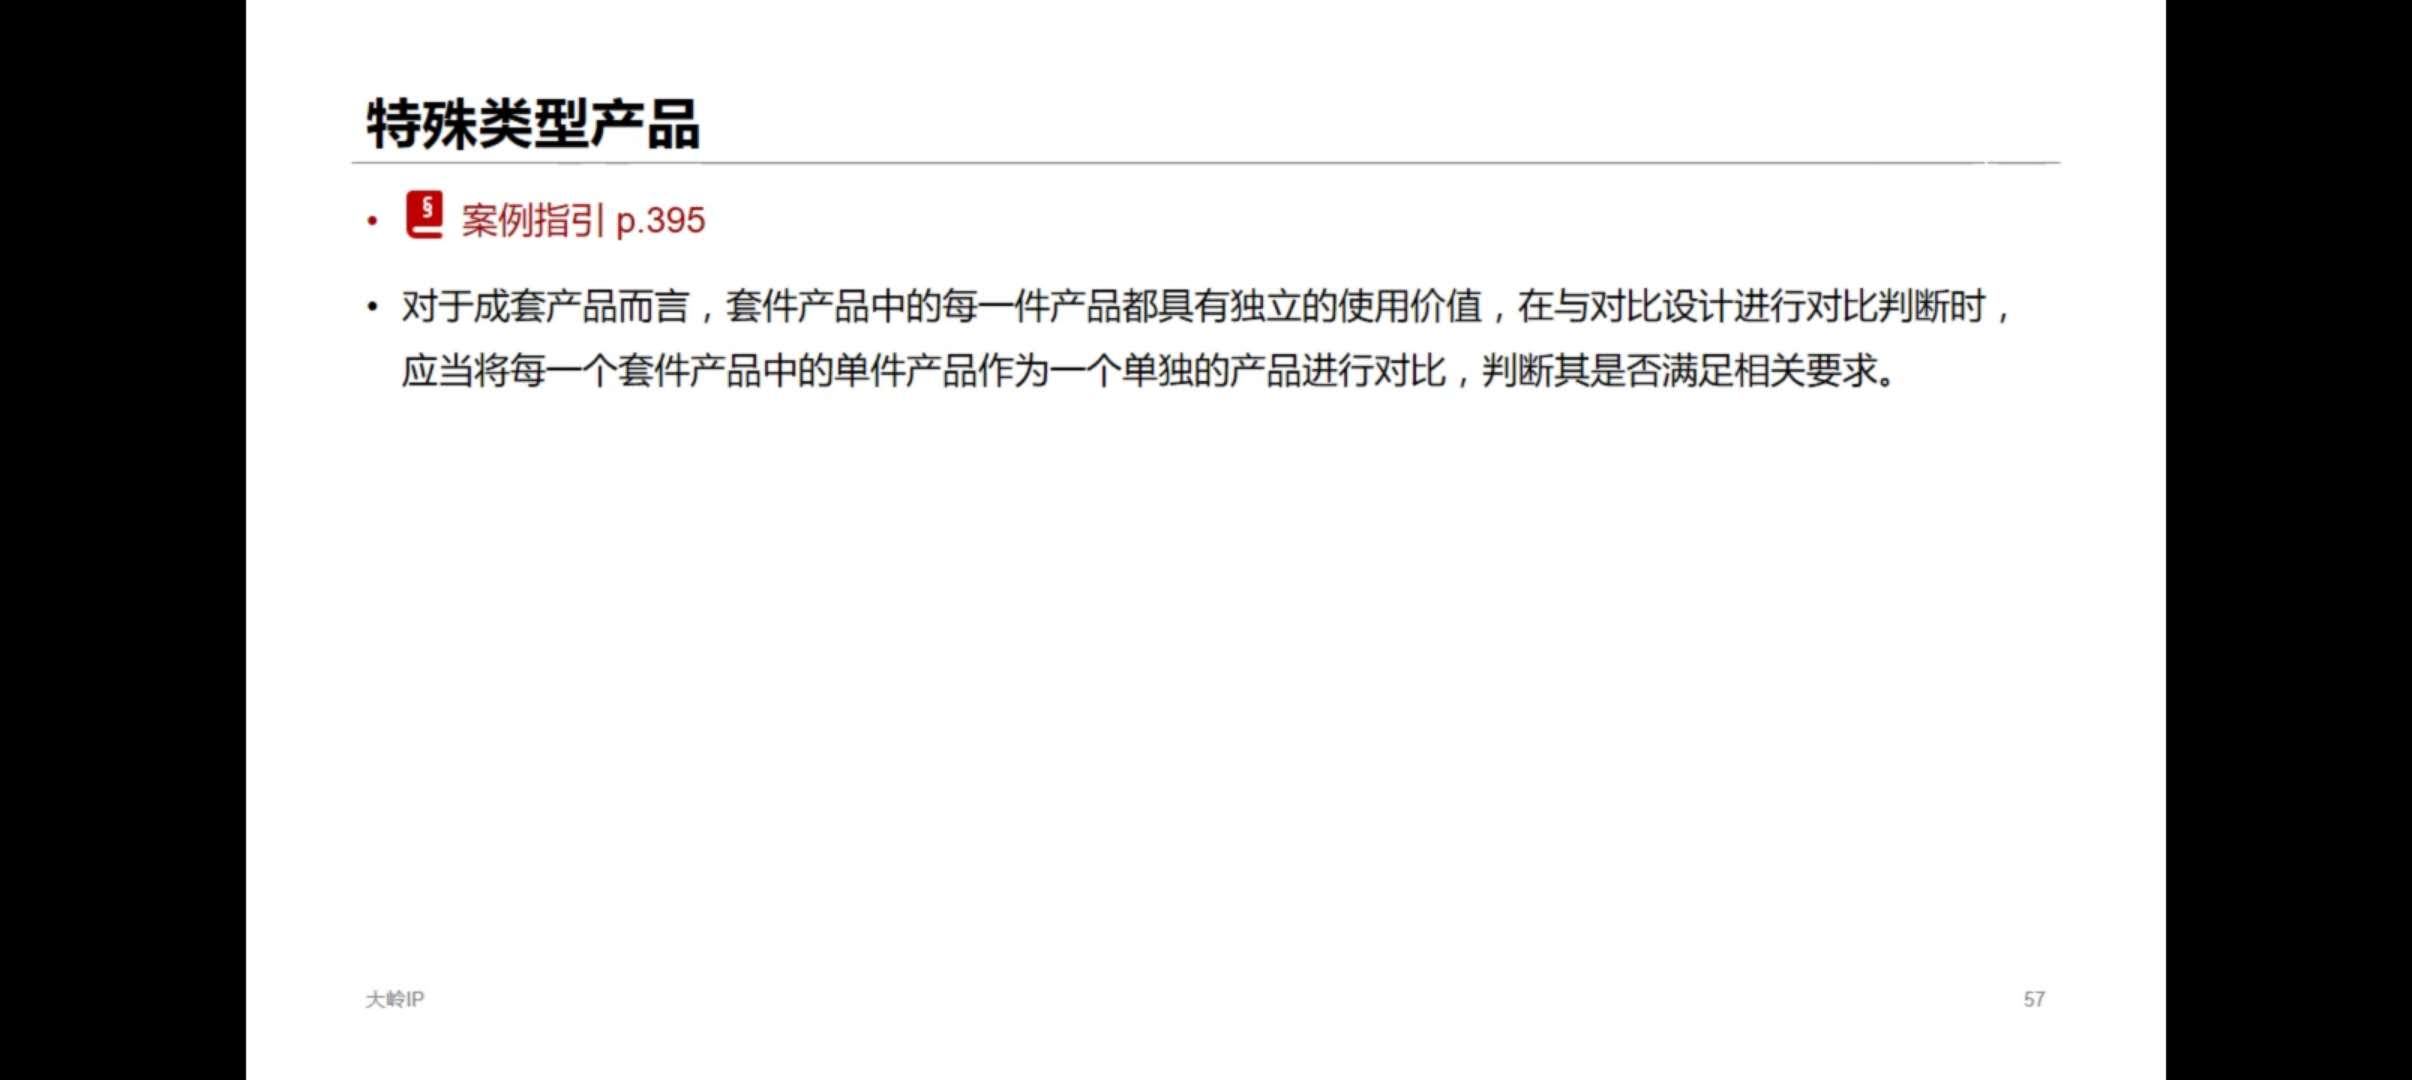 特殊类型产品
• § 案例指引 p.395
• 对于成套产品而言，套件产品中的每一件产品都具有独立的使用价值，在与对比设计进行对比判断时，
应当将每一个套件产品中的单件产品作为一个单独的产品进行对比，判断其是否满足相关要求。
大岭IP
57